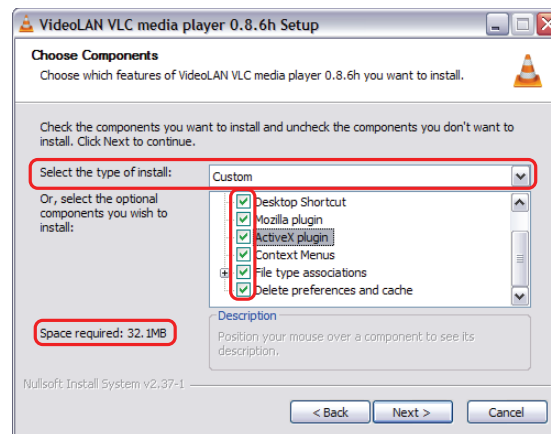 VideoLAN VLC media player 0.8.6h Setup
Choose Components
Choose which features of VideoLAN VLC media player 0.8.6h you want to install.
Check the components you want to install and uncheck the components you don't want to
install. Click Next to continue.
Select the type of install:
Custom
Or, select the optional
components you wish to
install:
Desktop Shortcut
Mozilla plugin
ActiveX plugin
Context Menus
File type associations
Delete preferences and cache
Space required: 32.1MB
Description
Position your mouse over a component to see its
description.
Nullsoft Install System v2.37-1
< Back
Next >
Cancel